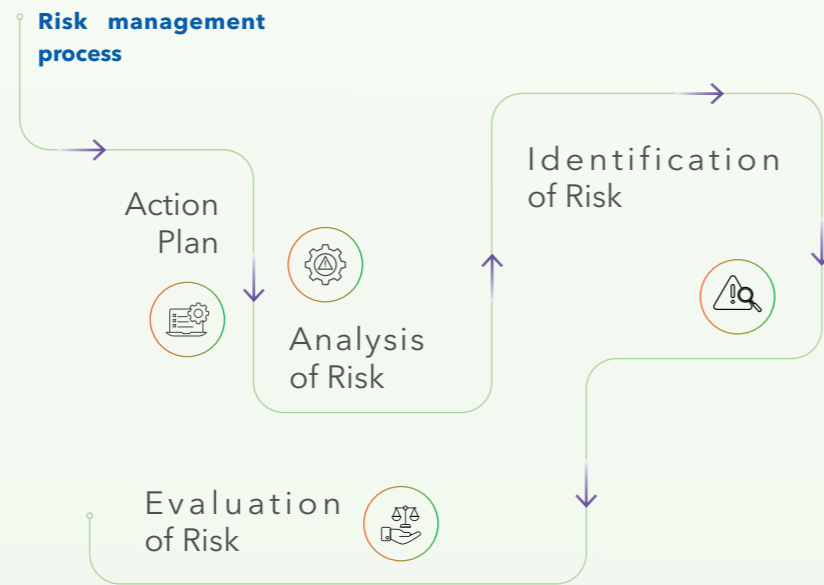 Risk management
process
Action
Plan
Analysis
of Risk
Identification
of Risk
Evaluation
of Risk